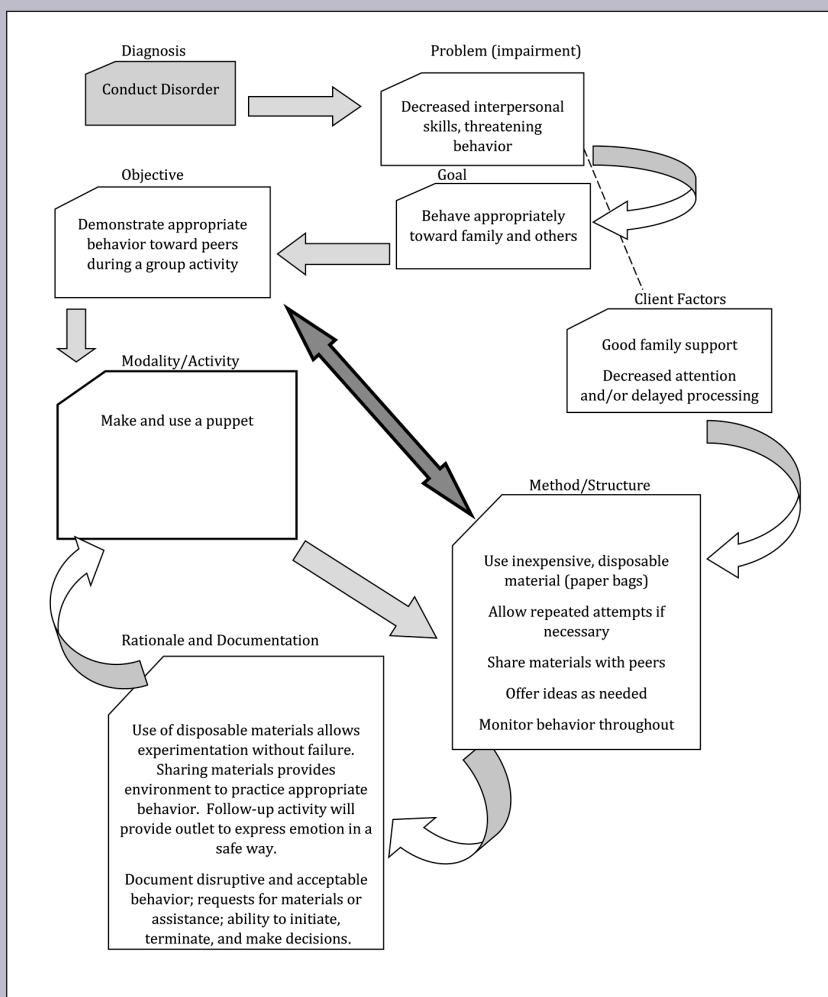 Diagnosis
Conduct Disorder
Problem (impairment)
Decreased interpersonal
skills, threatening
behavior
Goal
Behave appropriately
toward family and others
Objective
Demonstrate appropriate
behavior toward peers
during a group activity
Client Factors
Good family support
Decreased attention
and/or delayed processing
Modality/Activity
Make and use a puppet
Method/Structure
Use inexpensive, disposable
material (paper bags)
Allow repeated attempts if
necessary
Share materials with peers
Offer ideas as needed
Monitor behavior throughout
Rationale and Documentation
Use of disposable materials allows
experimentation without failure.
Sharing materials provides
environment to practice appropriate
behavior.  Follow-up activity will
provide outlet to express emotion in a
safe way.
Document disruptive and acceptable
behavior; requests for materials or
assistance; ability to initiate,
terminate, and make decisions.